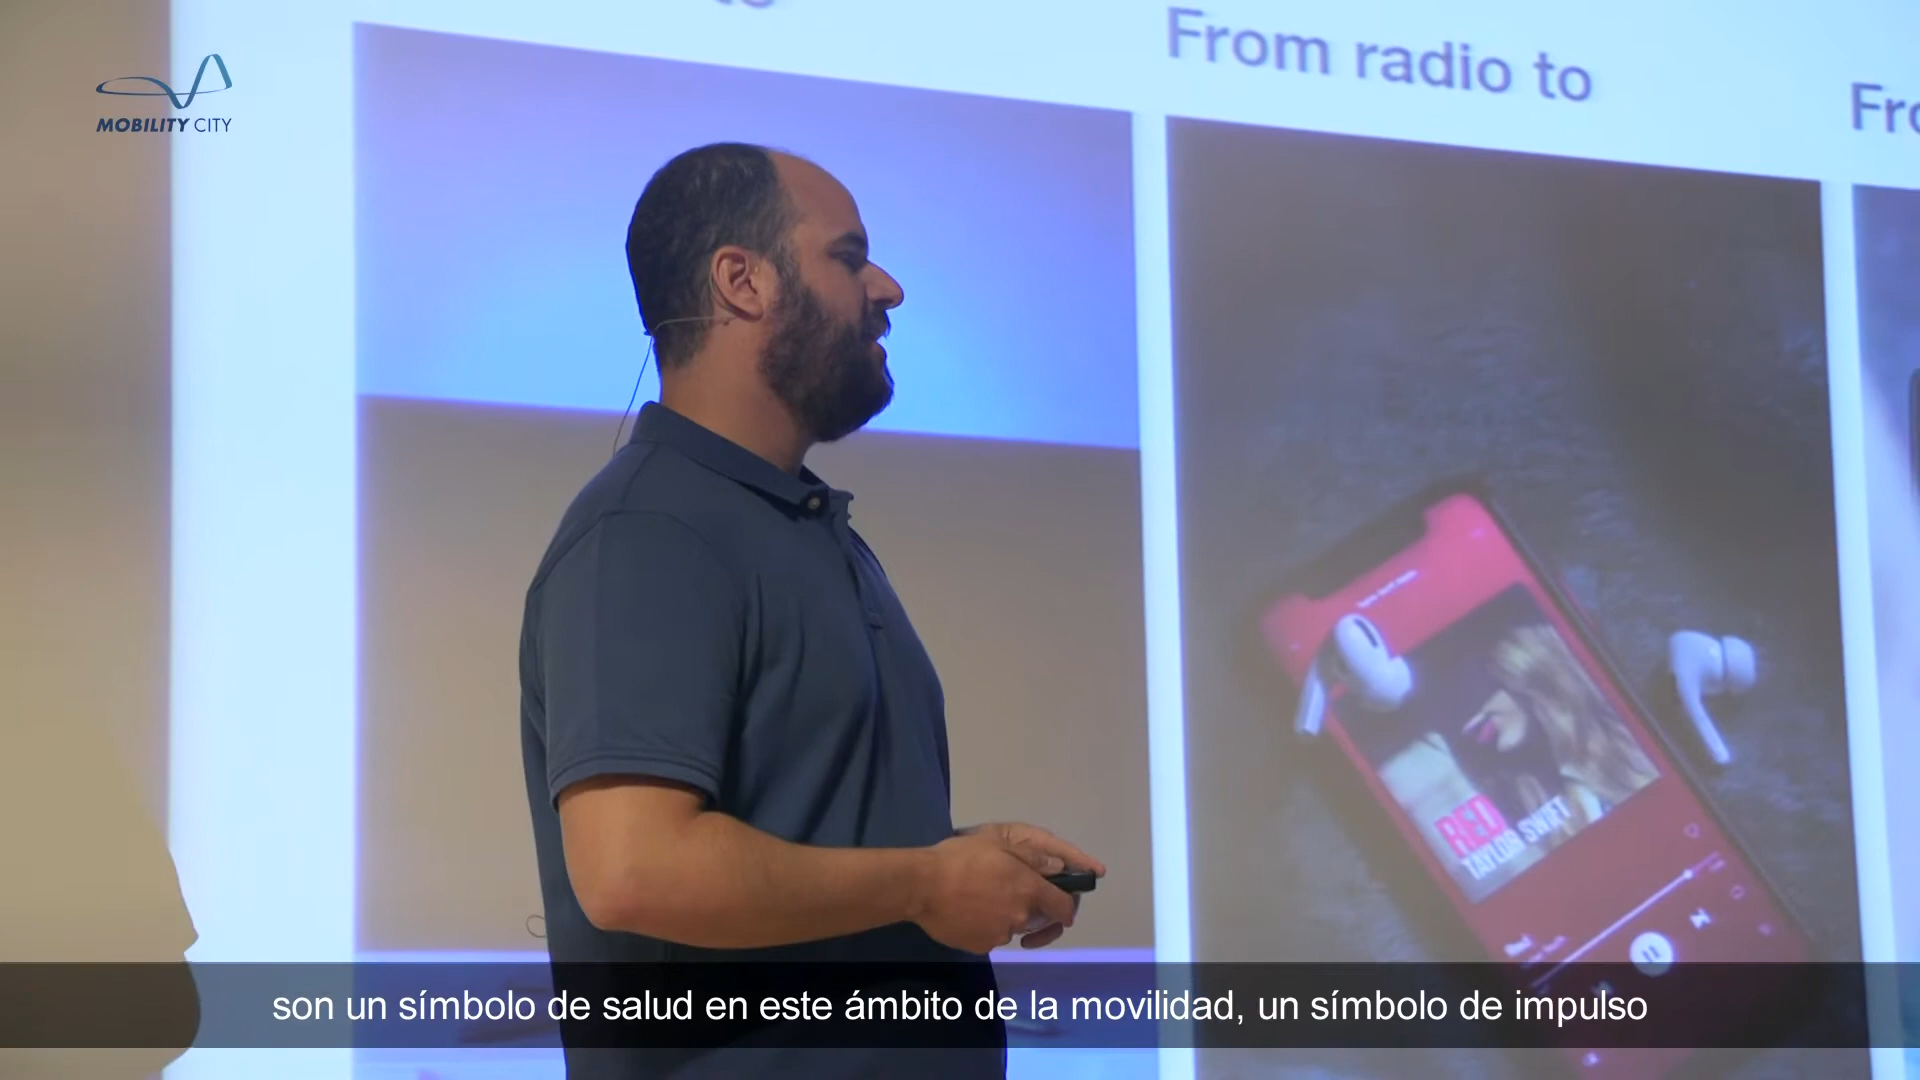 MOBILITY CITY
From radio to
RED
TAYLOR SWIFT
Red
son un símbolo de salud en este ámbito de la movilidad, un símbolo de impulso